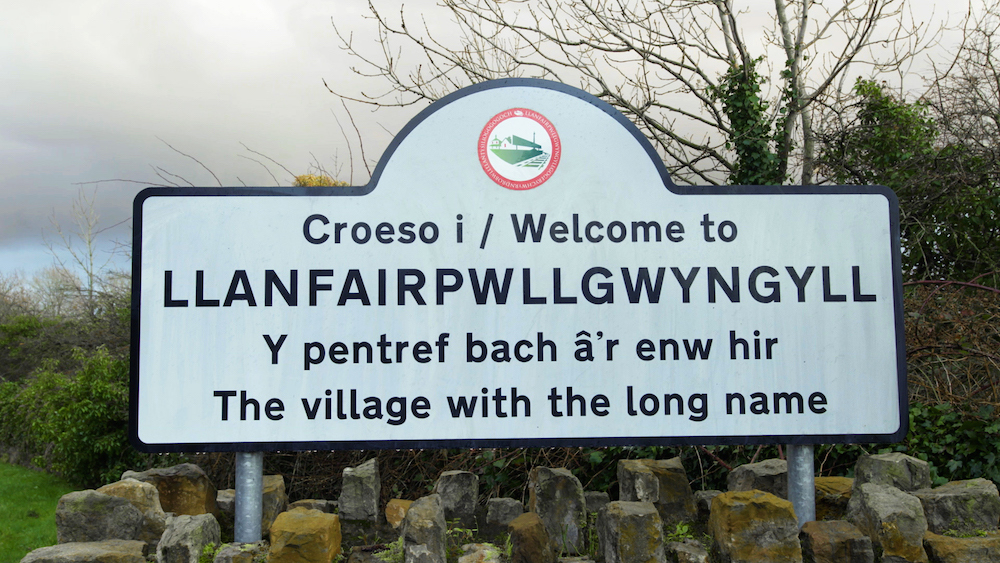 Croeso i / Welcome to
LLANFAIRPWLLGWYNGYLL
Y pentref bach â'r enw hir
The village with the long name